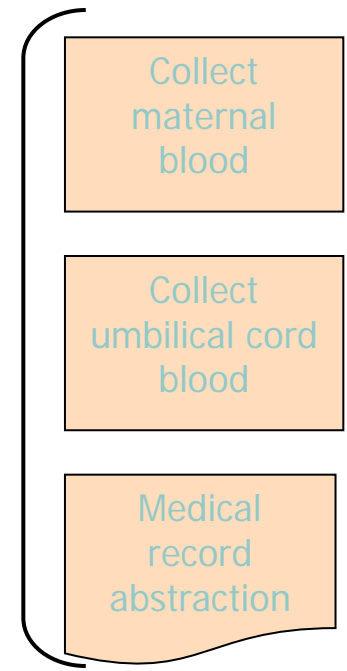 Collect
maternal
blood
Collect
umbilical cord
blood
Medical
record
abstraction